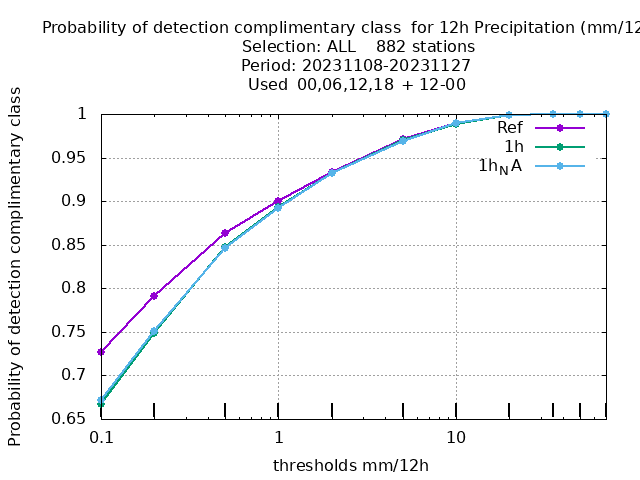 Probability of detection complimentary class  for 12h Precipitation (mm/12
Selection: ALL    882 stations
Period: 20231108-20231127
Used  00,06,12,18  + 12-00
Probability of detection complimentary class
1
0.95
0.9
0.85
0.8
0.75
0.7
0.65
Ref
1h
1hNA
0.1
1
10
thresholds mm/12h